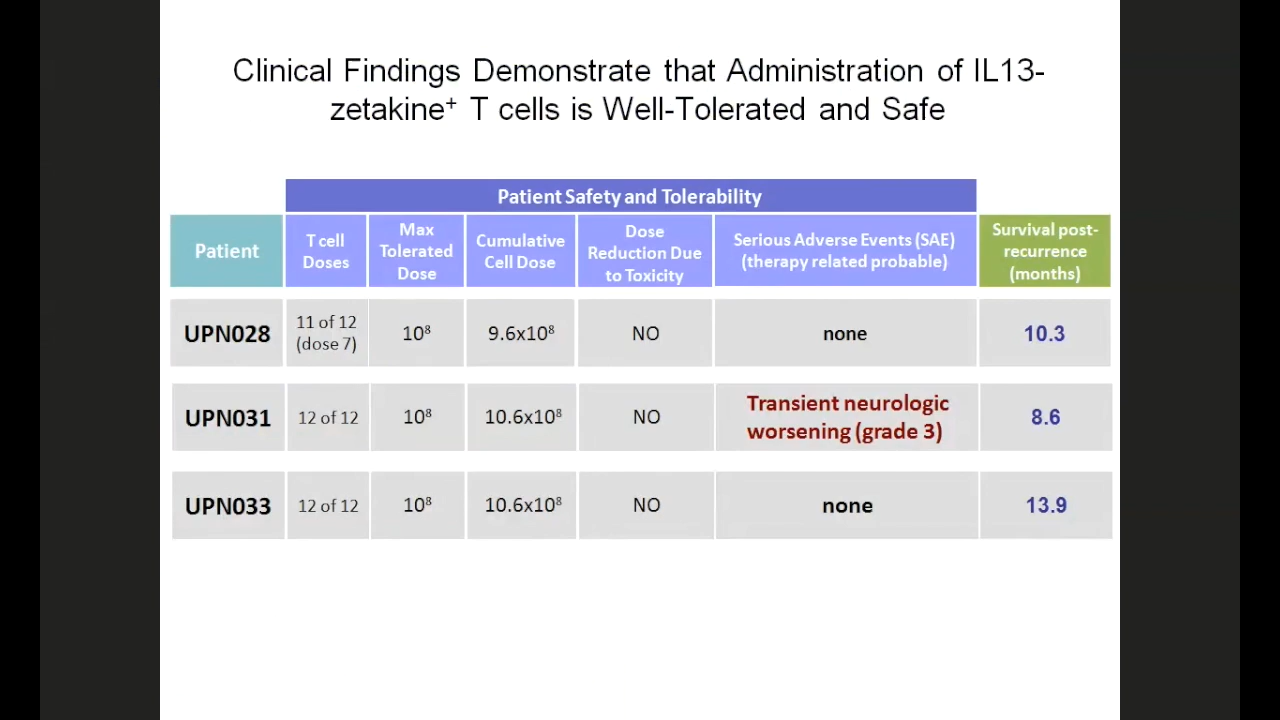 Clinical Findings Demonstrate that Administration of IL13-
zetakine⁺ T cells is Well-Tolerated and Safe
Patient Safety and Tolerability
Patient
T cell
Doses
Max
Tolerated
Dose
Cumulative
Cell Dose
Dose
Reduction Due
to Toxicity
Serious Adverse Events (SAE)
(therapy related probable)
Survival post-
recurrence
(months)
UPN028
11 of 12
(dose 7)
10⁸
9.6x10⁸
NO
none
10.3
UPN031
12 of 12
10⁸
10.6x10⁸
NO
Transient neurologic
worsening (grade 3)
8.6
UPN033
12 of 12
10⁸
10.6x10⁸
NO
none
13.9